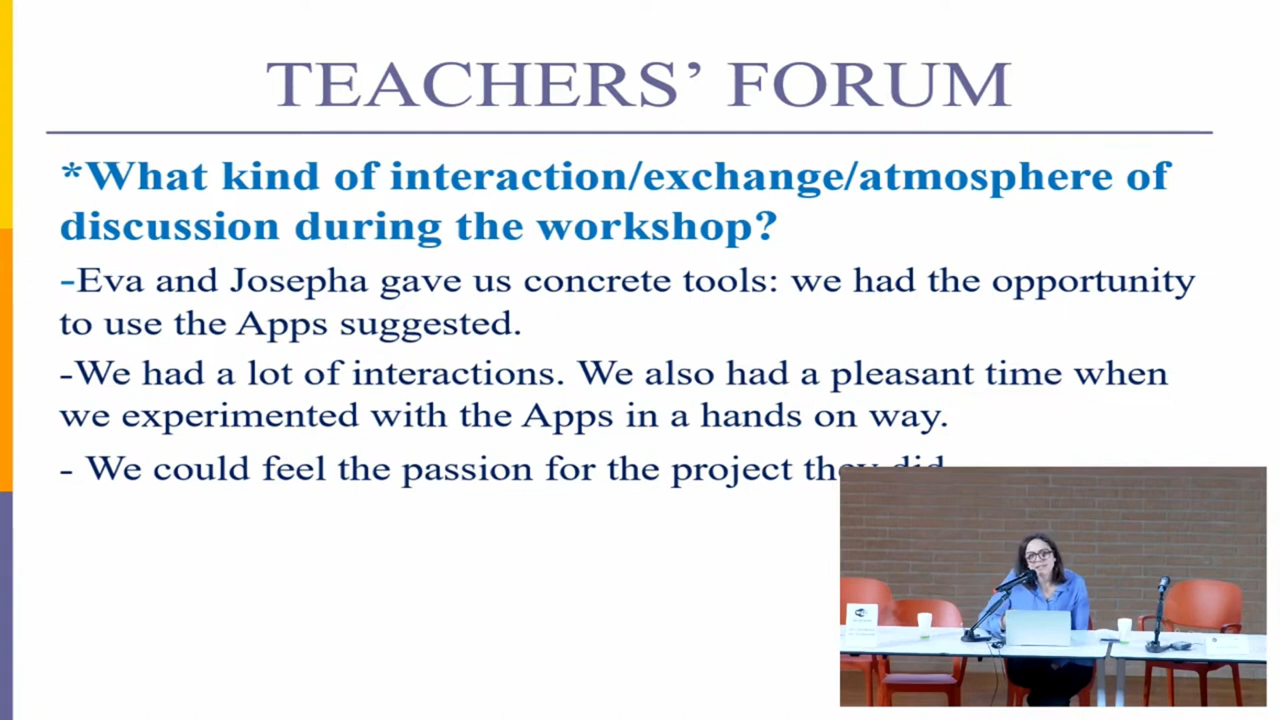 TEACHERS’ FORUM
*What kind of interaction/exchange/atmosphere of
discussion during the workshop?
-Eva and Josepha gave us concrete tools: we had the opportunity
to use the Apps suggested.
-We had a lot of interactions. We also had a pleasant time when
we experimented with the Apps in a hands on way.
- We could feel the passion for the project they did